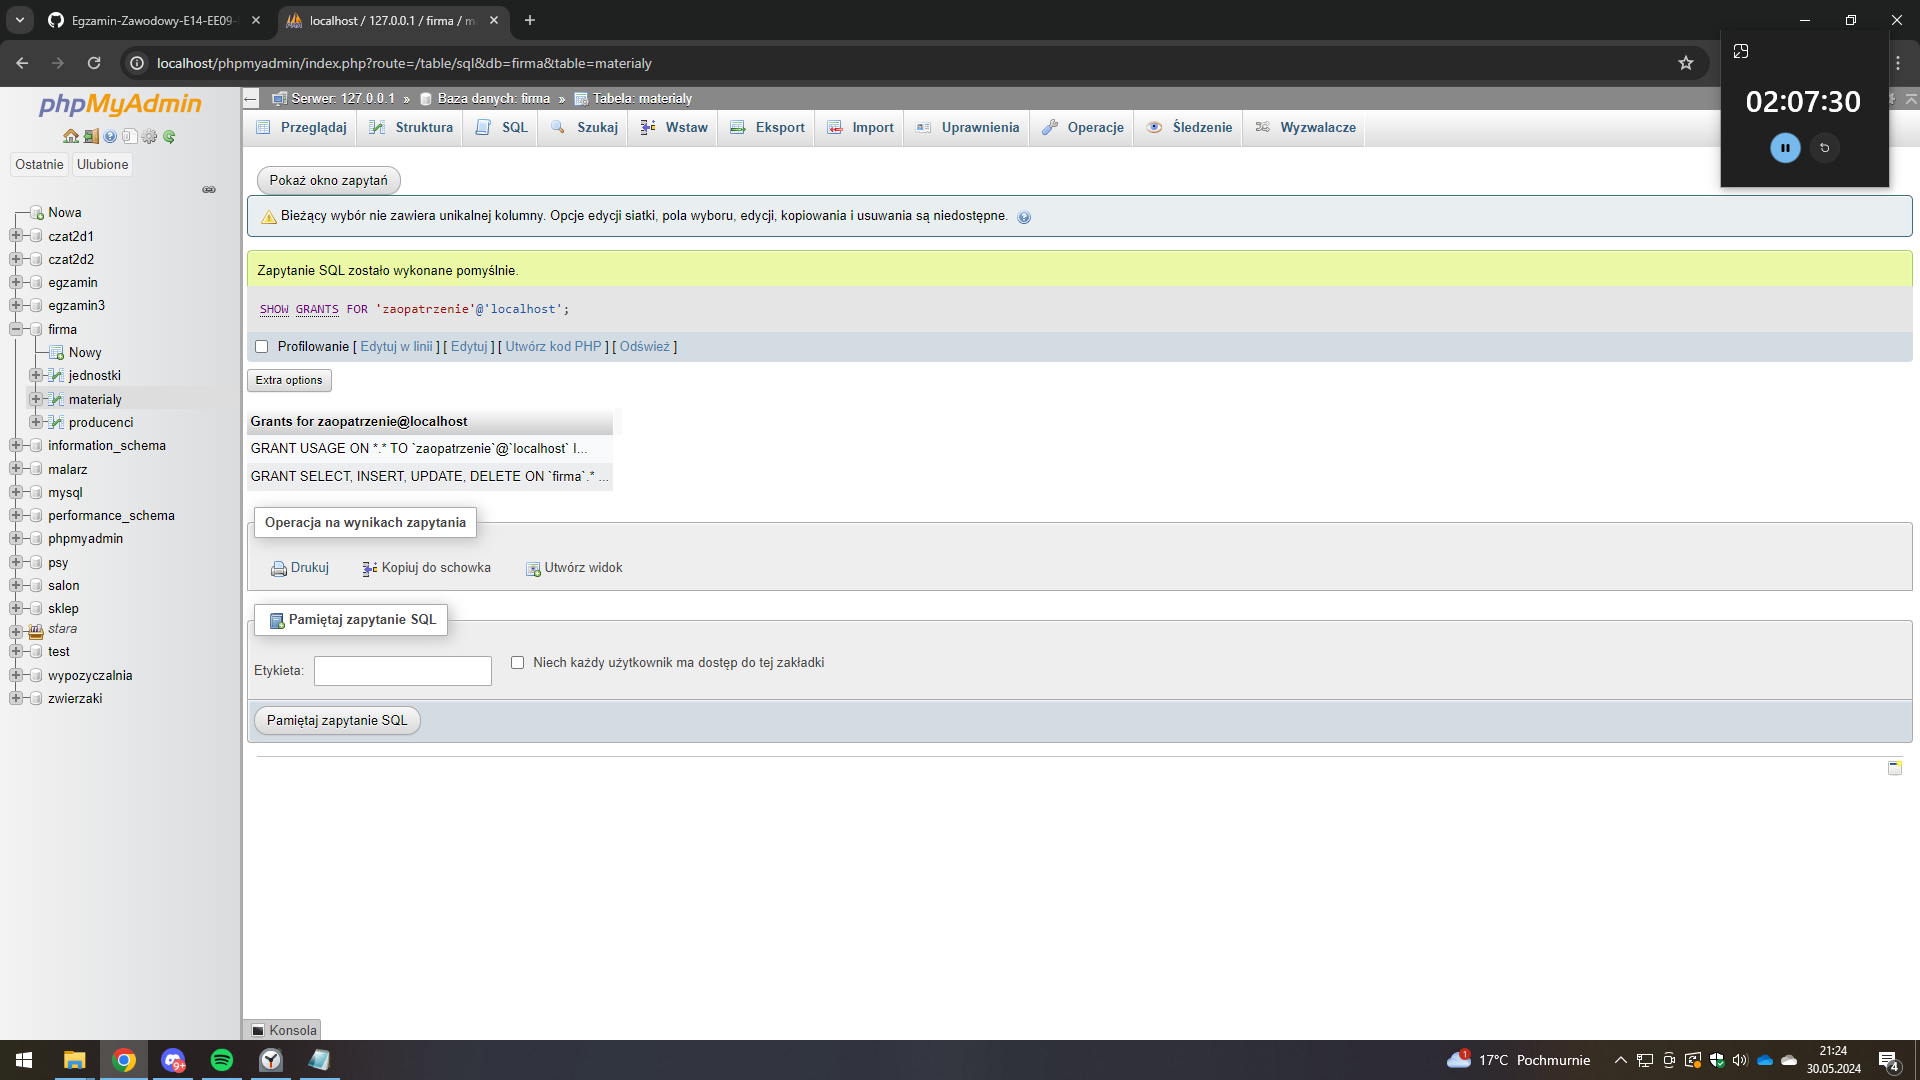 Egzamin-Zawodowy-E14-EE09-
localhost / 127.0.0.1 / firma / m
localhost/phpmyadmin/index.php?route=/table/sql&db=firma&table=materialy
02:07:30
phpMyAdmin
Ostatnie
Ulubione
Nowa
czat2d1
czat2d2
egzamin
egzamin3
firma
Nowy
jednostki
materialy
producenci
information_schema
malarz
mysql
performance_schema
phpmyadmin
psy
salon
sklep
stara
test
wypozyczalnia
zwierzaki
Serwer: 127.0.0.1 » Baza danych: firma » Tabela: materialy
Przeglądaj Struktura SQL Szukaj Wstaw Eksport Import Uprawnienia Operacje Śledzenie Wyzwalacze
Pokaż okno zapytań
Bieżący wybór nie zawiera unikalnej kolumny. Opcje edycji siatki, pola wyboru, edycji, kopiowania i usuwania są niedostępne.
Zapytanie SQL zostało wykonane pomyślnie.
SHOW GRANTS FOR 'zaopatrzenie'@'localhost';
Profilowanie [ Edytuj w linii ] [ Edytuj ] [ Utwórz kod PHP ] [ Odśwież ]
Extra options
Grants for zaopatrzenie@localhost
GRANT USAGE ON *.* TO `zaopatrzenie`@`localhost` I...
GRANT SELECT, INSERT, UPDATE, DELETE ON `firma`.* ...
Operacja na wynikach zapytania
Drukuj Kopiuj do schowka Utwórz widok
Pamiętaj zapytanie SQL
Etykieta: Niech każdy użytkownik ma dostęp do tej zakładki
Pamiętaj zapytanie SQL
Konsola
9+
1
17°C Pochmurnie
21:24
30.05.2024
4